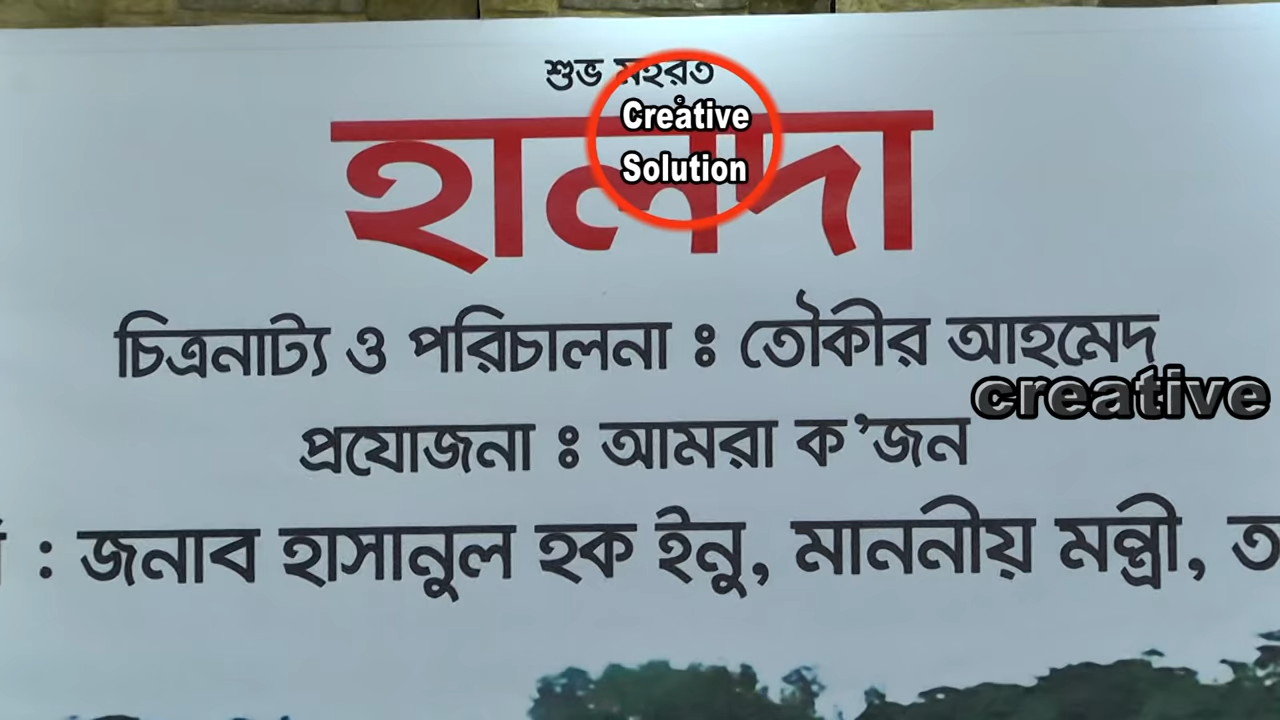 শুভ মহরত
হালদা
Creative
Solution
চিত্রনাট্য ও পরিচালনা ঃ তৌকীর আহমেদ
creative
প্রযোজনা ঃ আমরা ক'জন
: জনাব হাসানুল হক ইনু, মাননীয় মন্ত্রী,